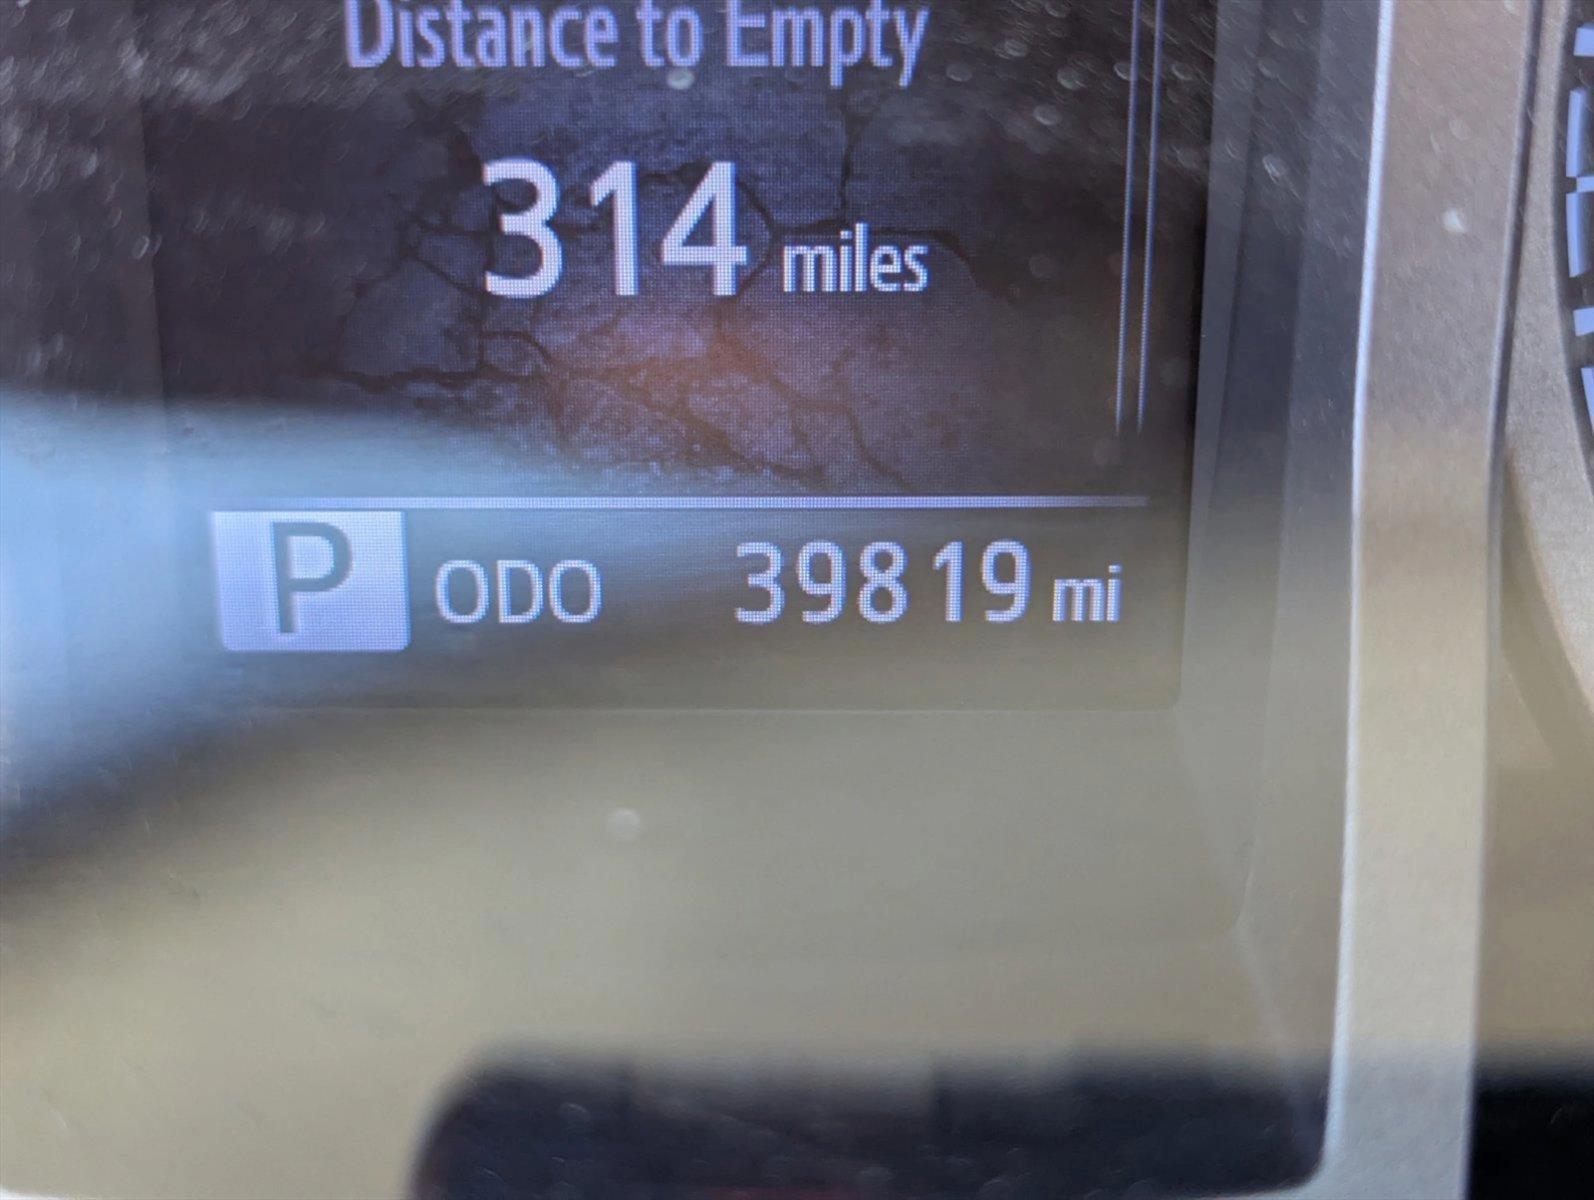 Distance to Empty
314 miles
P ODO 39819 mi